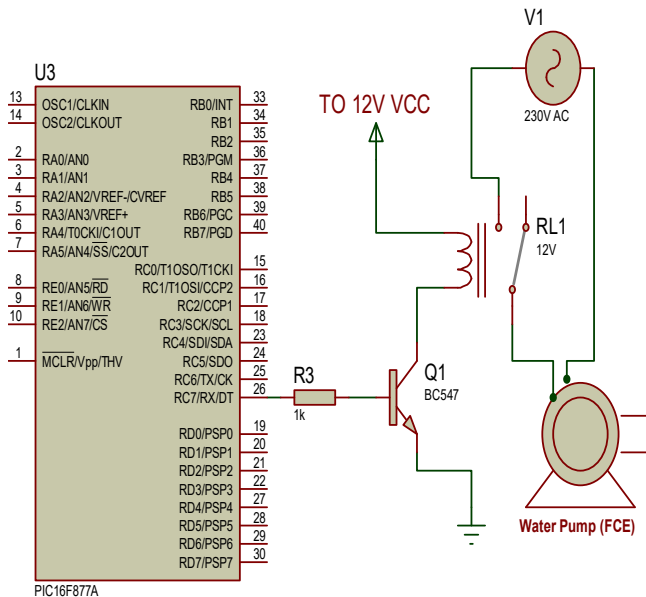 V1
230V AC
U3
13 OSC1/CLKIN RB0/INT 33
14 OSC2/CLKOUT RB1 34
RB2 35
2 RA0/AN0 RB3/PGM 36
3 RA1/AN1 RB4 37
4 RA2/AN2/VREF-/CVREF RB5 38
5 RA3/AN3/VREF+ RB6/PGC 39
6 RA4/T0CKI/C1OUT RB7/PGD 40
7 RA5/AN4/SS/C2OUT
RC0/T1OSO/T1CKI 15
8 RE0/AN5/RD RC1/T1OSI/CCP2 16
9 RE1/AN6/WR RC2/CCP1 17
10 RE2/AN7/CS RC3/SCK/SCL 18
RC4/SDI/SDA 23
1 MCLR/Vpp/THV RC5/SDO 24
RC6/TX/CK 25
RC7/RX/DT 26
RD0/PSP0 19
RD1/PSP1 20
RD2/PSP2 21
RD3/PSP3 22
RD4/PSP4 27
RD5/PSP5 28
RD6/PSP6 29
RD7/PSP7 30
PIC16F877A
TO 12V VCC
RL1
12V
R3
1k
Q1
BC547
Water Pump (FCE)